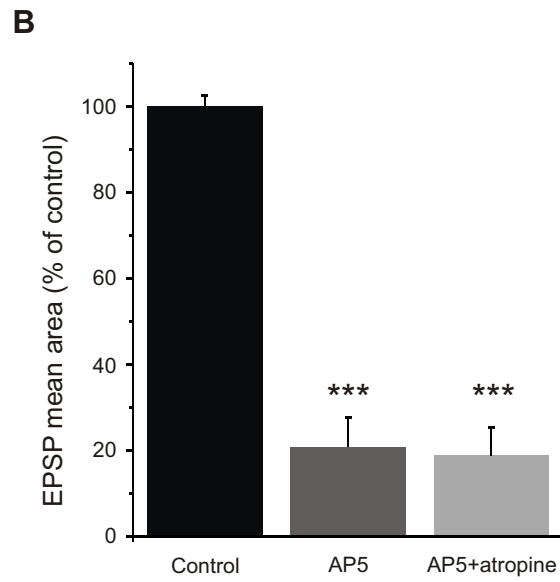 B
EPSP mean area (% of control)
100
80
60
40
20
0
***
***
Control
AP5
AP5+atropine